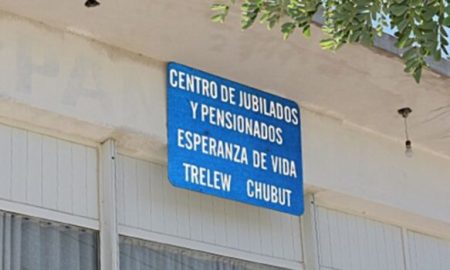 CENTRO DE JUBILADOS
Y PENSIONADOS
ESPERANZA DE VIDA
TRELEW CHUBUT